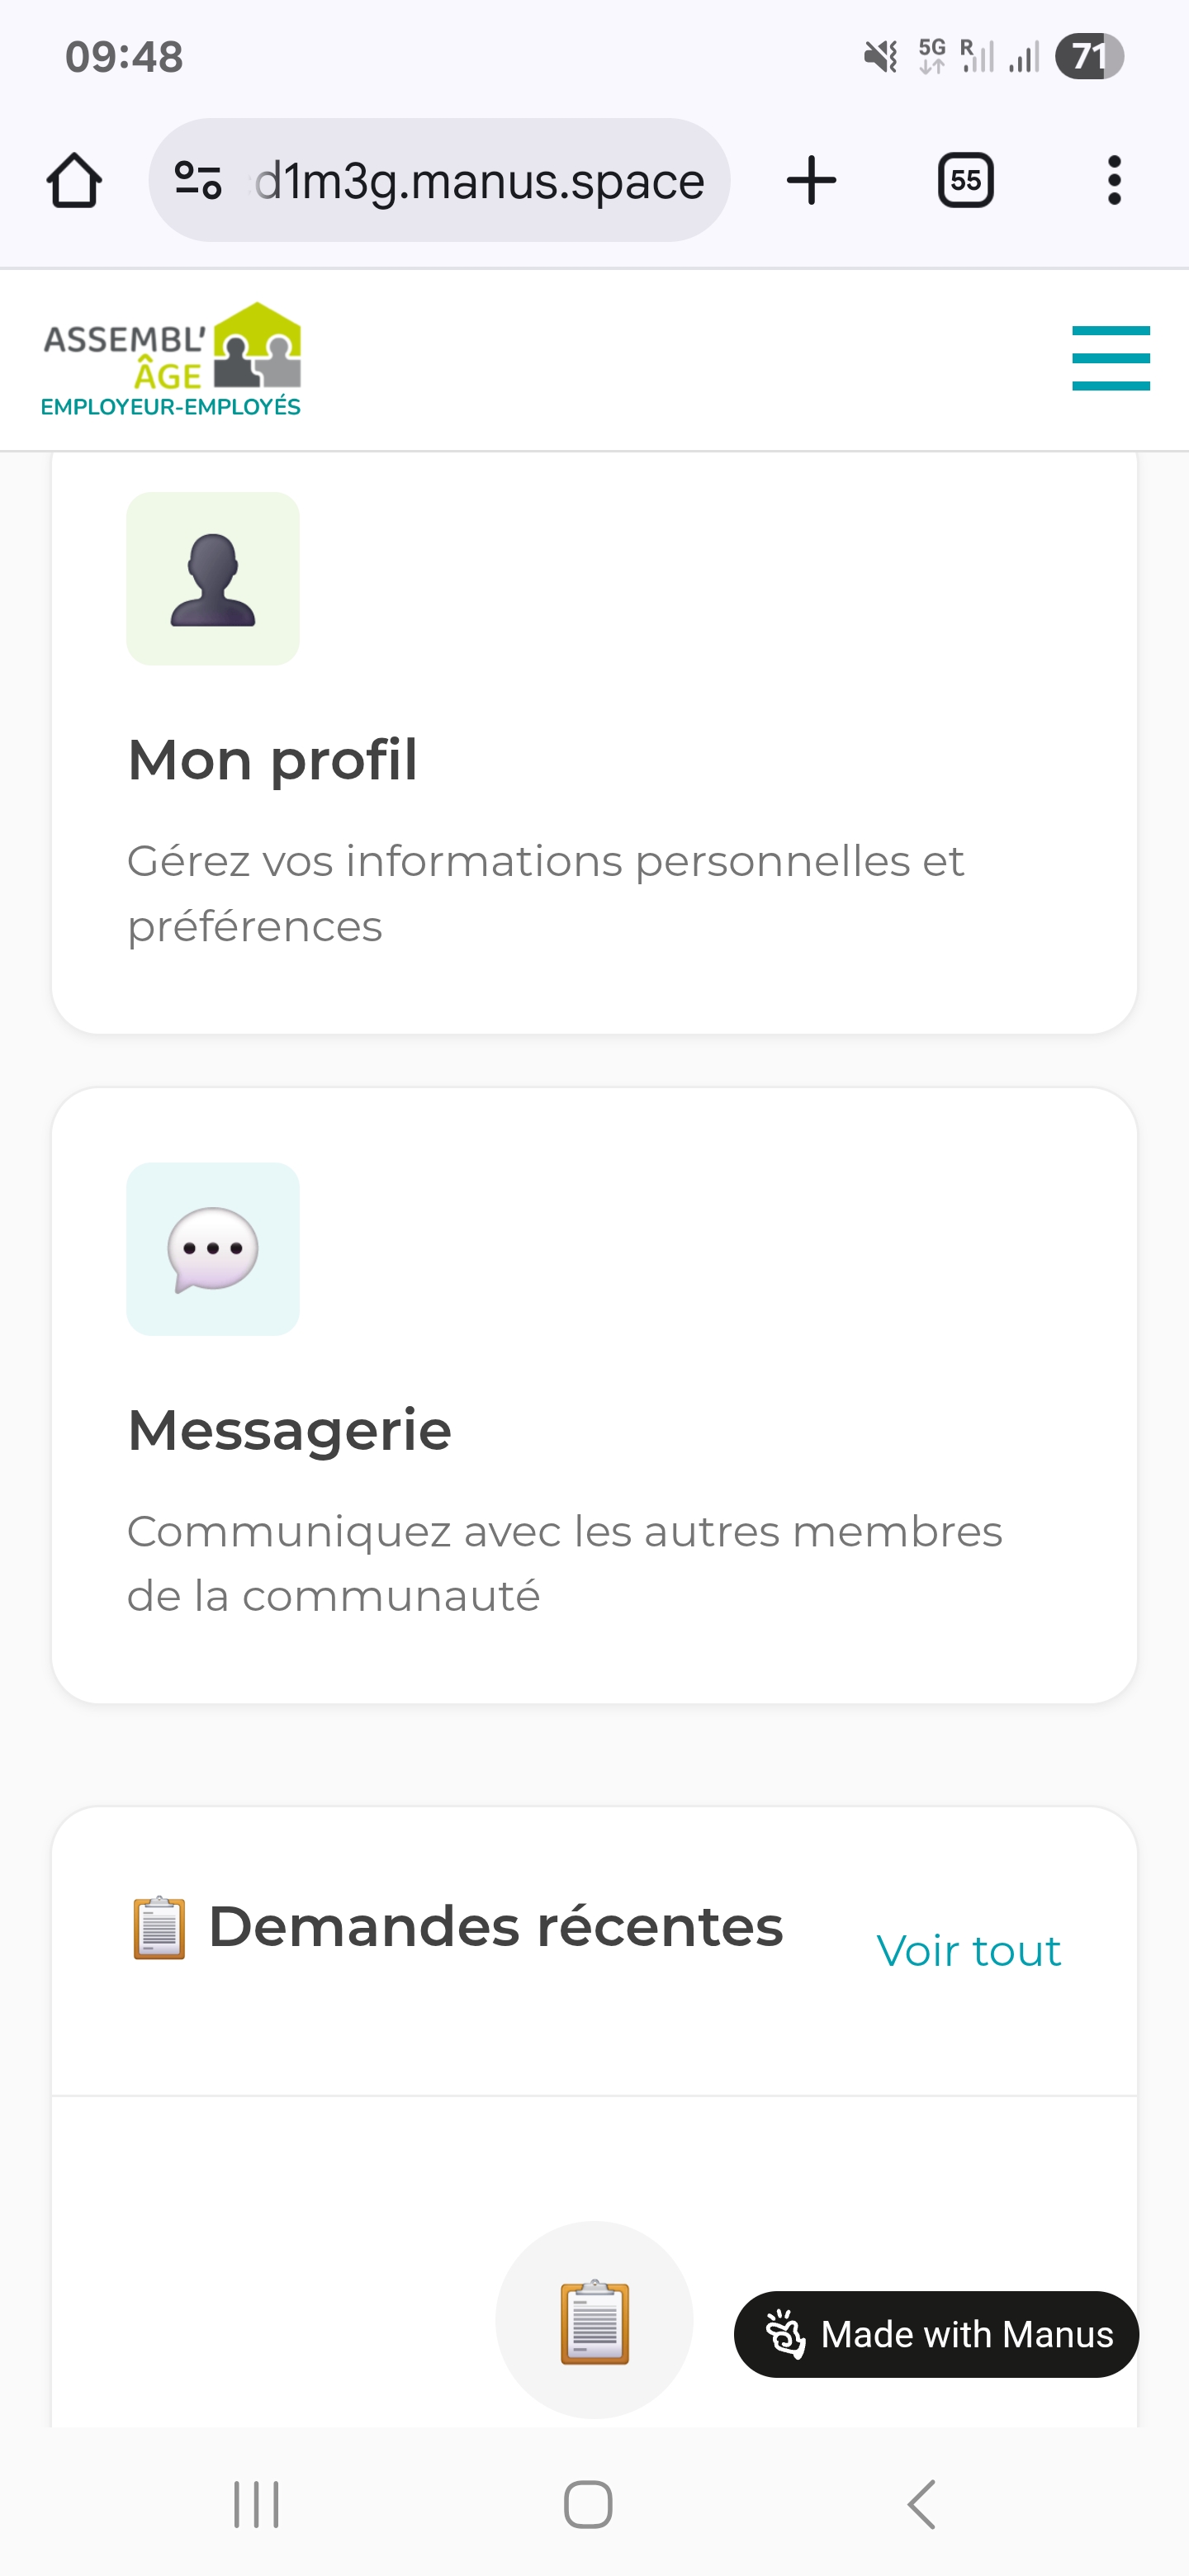 09:48
5G R 71
d1m3g.manus.space
55
ASSEMBL'
ÂGE
EMPLOYEUR-EMPLOYÉS
Mon profil
Gérez vos informations personnelles et
préférences
Messagerie
Communiquez avec les autres membres
de la communauté
Demandes récentes
Voir tout
Made with Manus